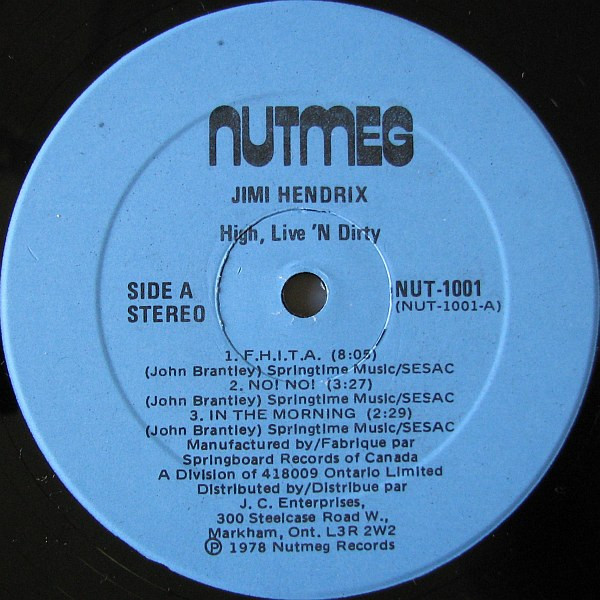 NUTMEG
JIMI HENDRIX
High, Live 'N Dirty
SIDE A
STEREO
NUT-1001
(NUT-1001-A)
1. F.H.I.T.A. (8:05)
(John Brantley) Springtime Music/SESAC
2. NO! NO! (3:27)
(John Brantley) Springtime Music/SESAC
3. IN THE MORNING (2:29)
(John Brantley) Springtime Music/SESAC
Manufactured by/Fabrique par
Springboard Records of Canada
A Division of 418009 Ontario Limited
Distributed by/Distribue par
J. C. Enterprises,
300 Steelcase Road W.,
Markham, Ont. L3R 2W2
℗ 1978 Nutmeg Records